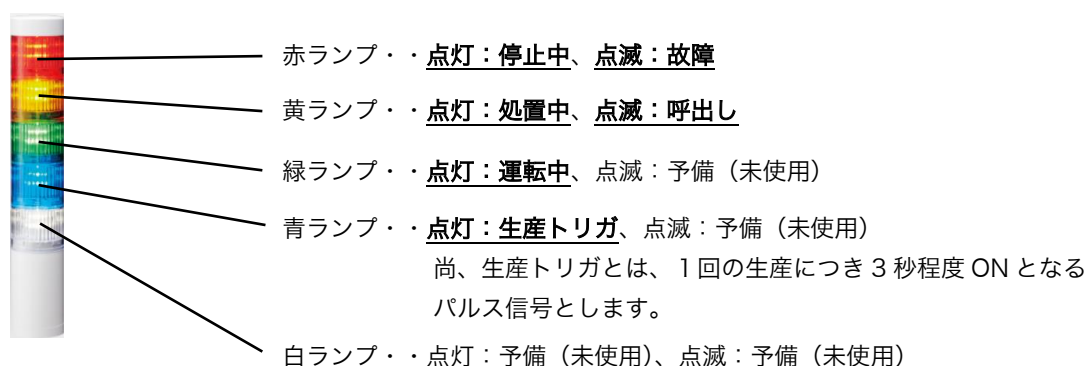 赤ランプ・・点灯：停止中、点滅：故障
黄ランプ・・点灯：処置中、点滅：呼出し
緑ランプ・・点灯：運転中、点滅：予備（未使用）
青ランプ・・点灯：生産トリガ、点滅：予備（未使用）
尚、生産トリガとは、１回の生産につき 3 秒程度 ON となる
パルス信号とします。
白ランプ・・点灯：予備（未使用）、点滅：予備（未使用）